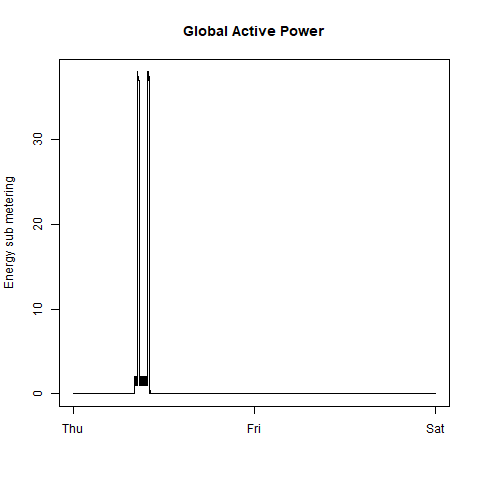 Global Active Power
Energy sub metering
30
20
10
0
Thu
Fri
Sat